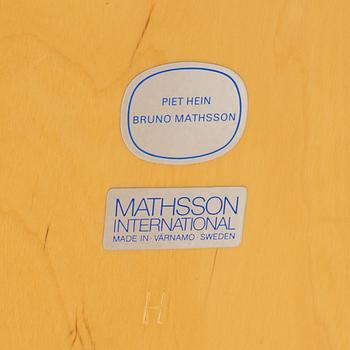 PIET HEIN
BRUNO MATHSSON
MATHSSON
INTERNATIONAL
MADE IN · VÄRNAMO · SWEDEN
H